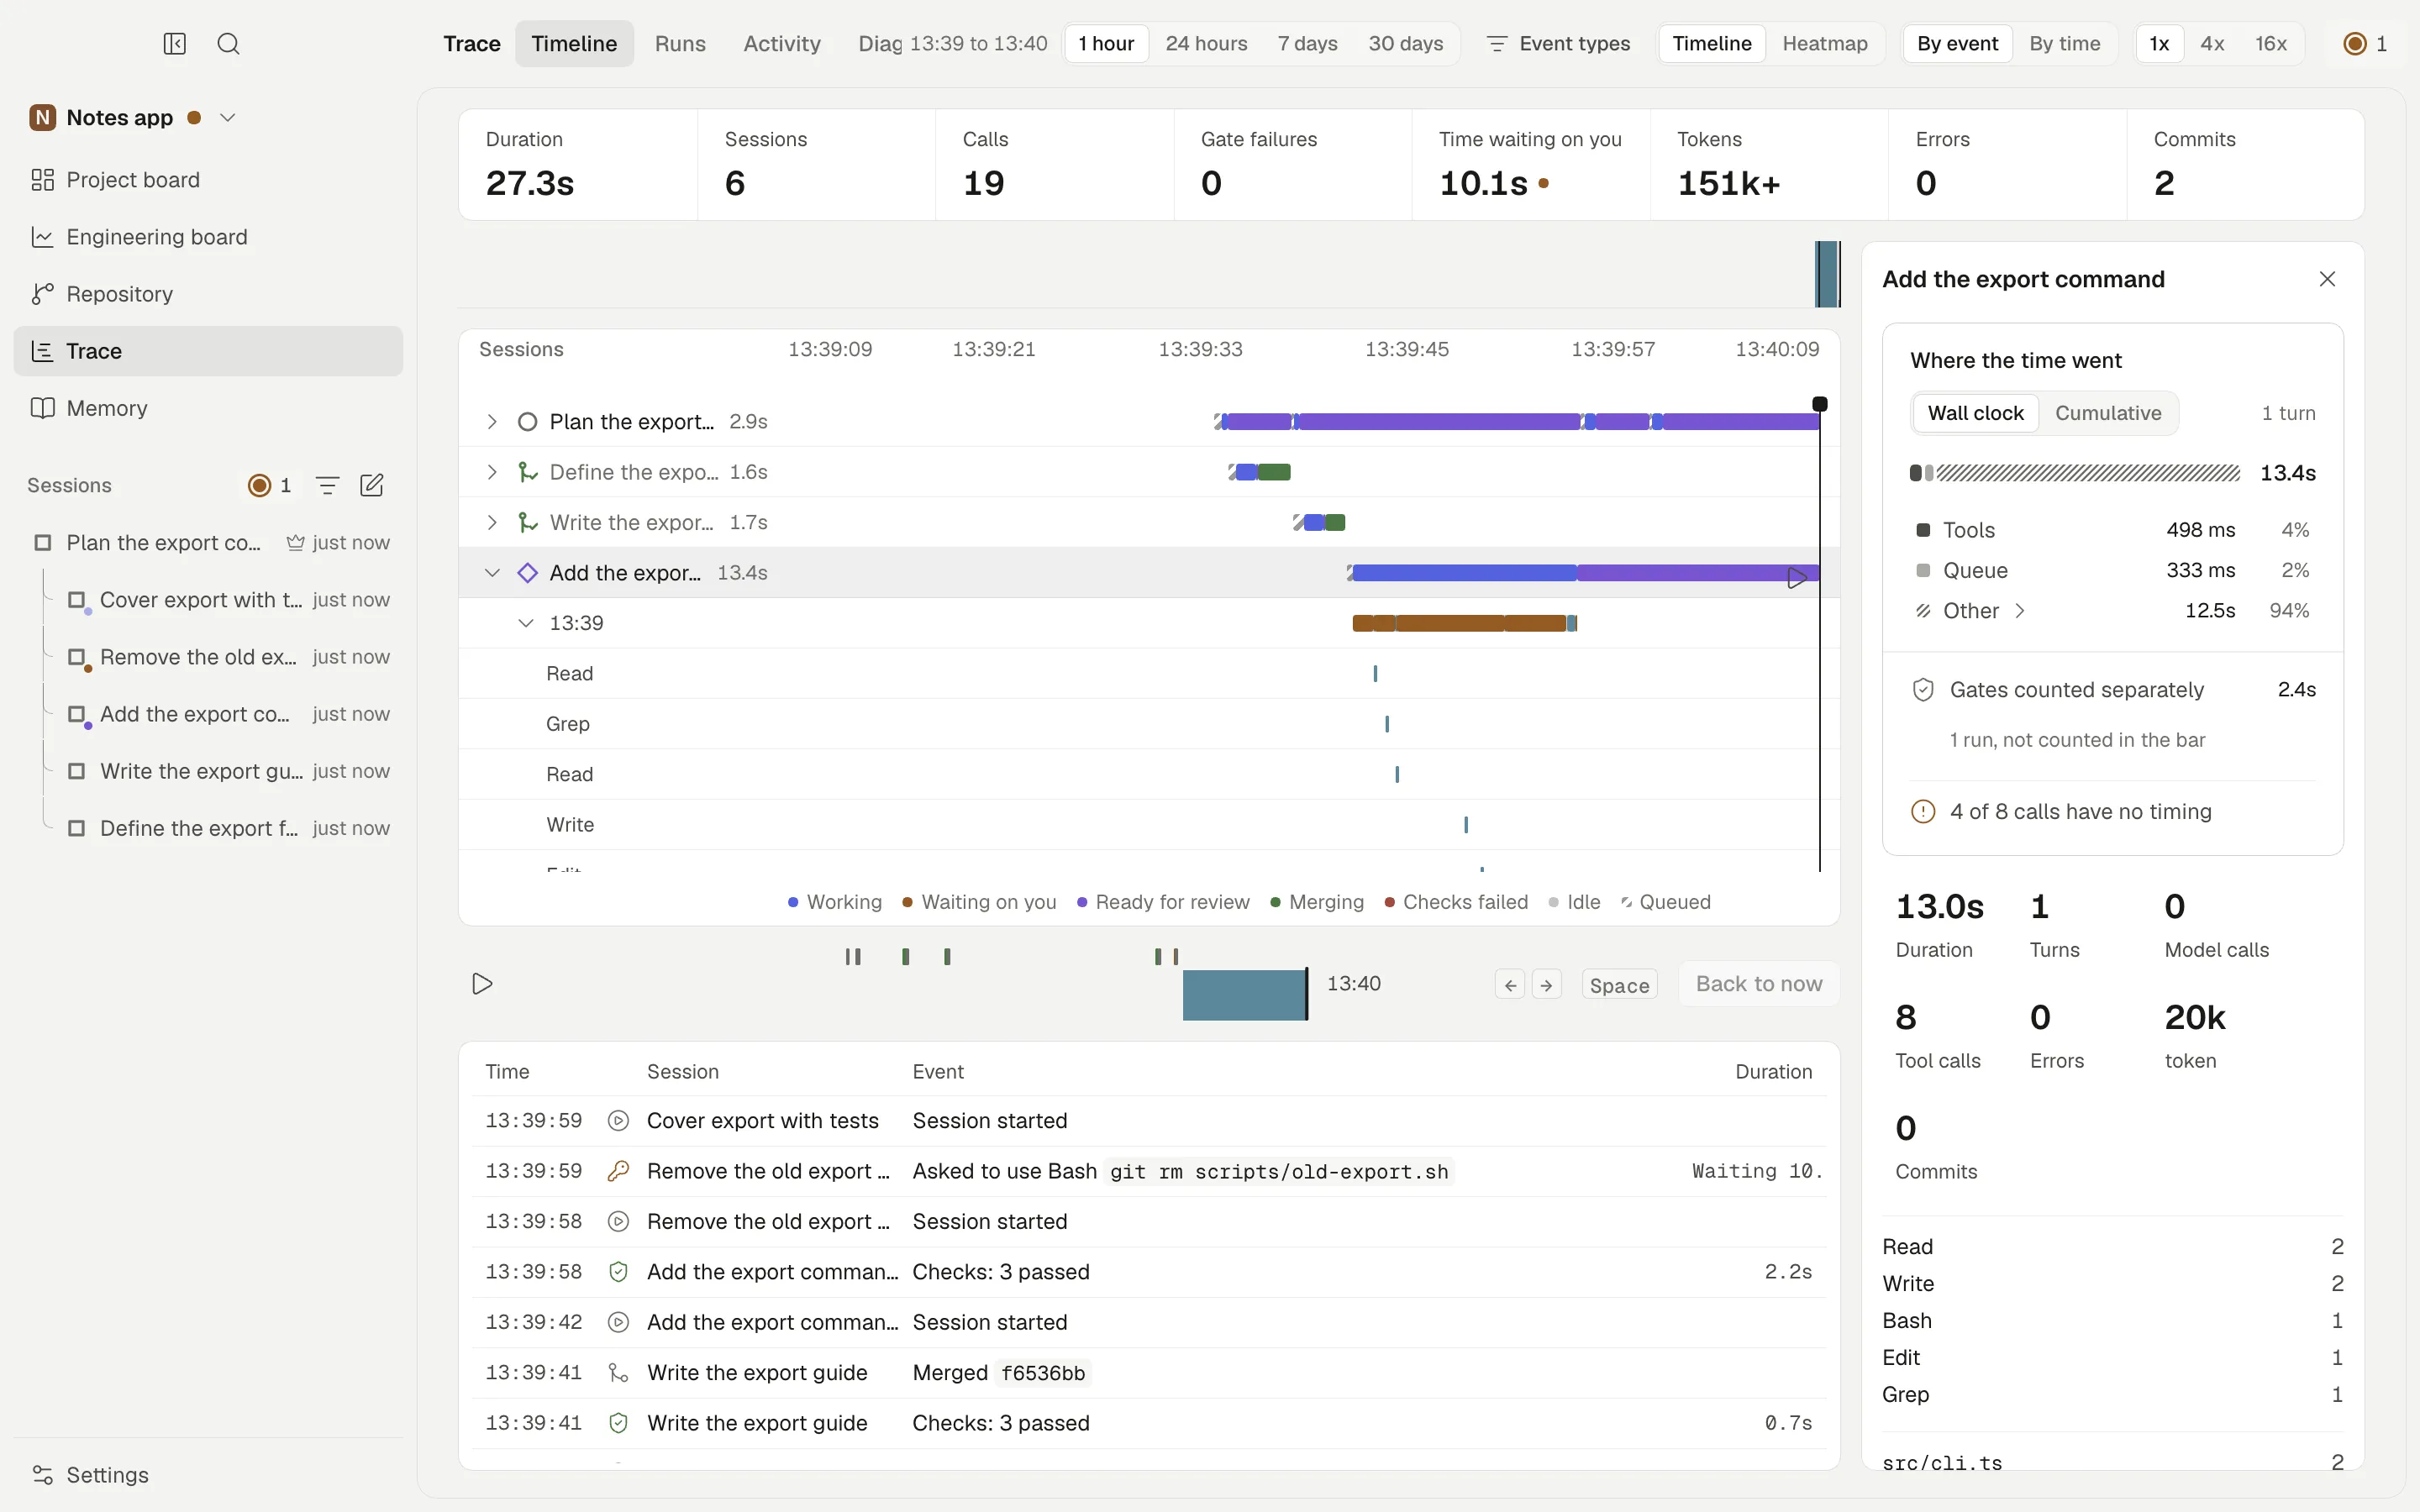 Trace Timeline Runs Activity Diag 13:39 to 13:40 1 hour 24 hours 7 days 30 days Event types Timeline Heatmap By event By time 1x 4x 16x 1
N Notes app
Project board
Engineering board
Repository
Trace
Memory
Sessions 1
Plan the export co... just now
Cover export with t... just now
Remove the old ex... just now
Add the export co... just now
Write the export gu... just now
Define the export f... just now
Settings
Duration Sessions Calls Gate failures Time waiting on you Tokens Errors Commits
27.3s 6 19 0 10.1s 151k+ 0 2
Sessions 13:39:09 13:39:21 13:39:33 13:39:45 13:39:57 13:40:09
Plan the export... 2.9s
Define the expo... 1.6s
Write the expor... 1.7s
Add the expor... 13.4s
13:39
Read
Grep
Read
Write
Edit
Working Waiting on you Ready for review Merging Checks failed Idle Queued
13:40 Space Back to now
Time Session Event Duration
13:39:59 Cover export with tests Session started
13:39:59 Remove the old export ... Asked to use Bash git rm scripts/old-export.sh Waiting 10.
13:39:58 Remove the old export ... Session started
13:39:58 Add the export comman... Checks: 3 passed 2.2s
13:39:42 Add the export comman... Session started
13:39:41 Write the export guide Merged f6536bb
13:39:41 Write the export guide Checks: 3 passed 0.7s
Add the export command
Where the time went
Wall clock Cumulative 1 turn
13.4s
Tools 498 ms 4%
Queue 333 ms 2%
Other 12.5s 94%
Gates counted separately 2.4s
1 run, not counted in the bar
4 of 8 calls have no timing
13.0s 1 0
Duration Turns Model calls
8 0 20k
Tool calls Errors token
0
Commits
Read 2
Write 2
Bash 1
Edit 1
Grep 1
src/cli.ts 2